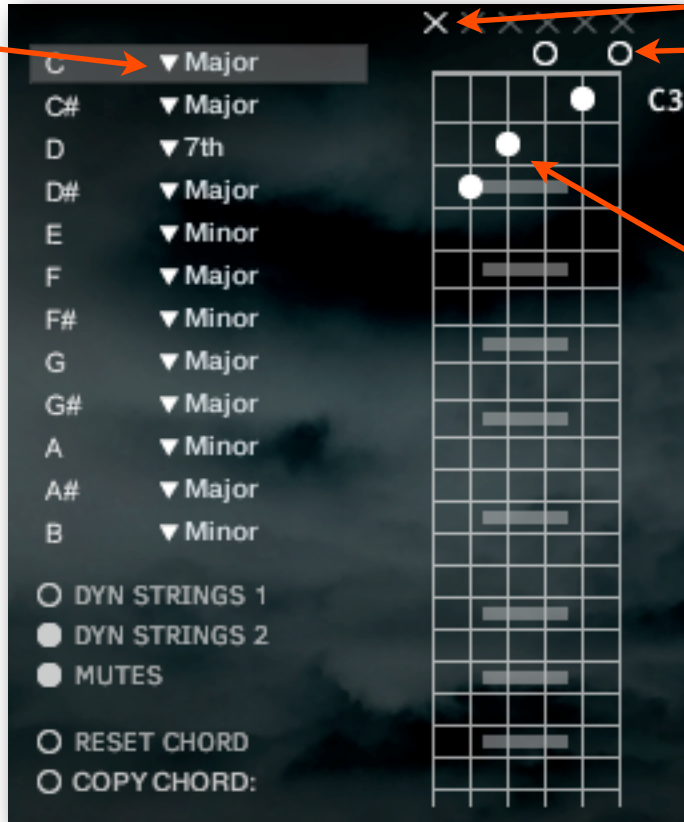 C ▼ Major
C# ▼ Major
D ▼ 7th
D# ▼ Major
E ▼ Minor
F ▼ Major
F# ▼ Minor
G ▼ Major
G# ▼ Major
A ▼ Minor
A# ▼ Major
B ▼ Minor
DYN STRINGS 1
DYN STRINGS 2
MUTES
RESET CHORD
COPY CHORD:
X X X X X X
C3